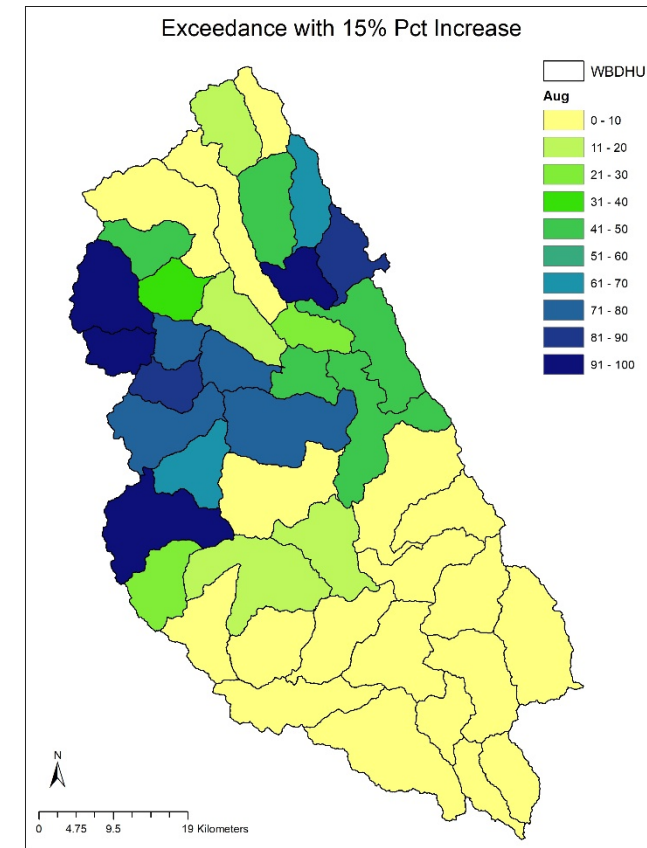 Exceedance with 15% Pct Increase
WBDHU
Aug
0 - 10
11 - 20
21 - 30
31 - 40
41 - 50
51 - 60
61 - 70
71 - 80
81 - 90
91 - 100
N
0 4.75 9.5 19 Kilometers